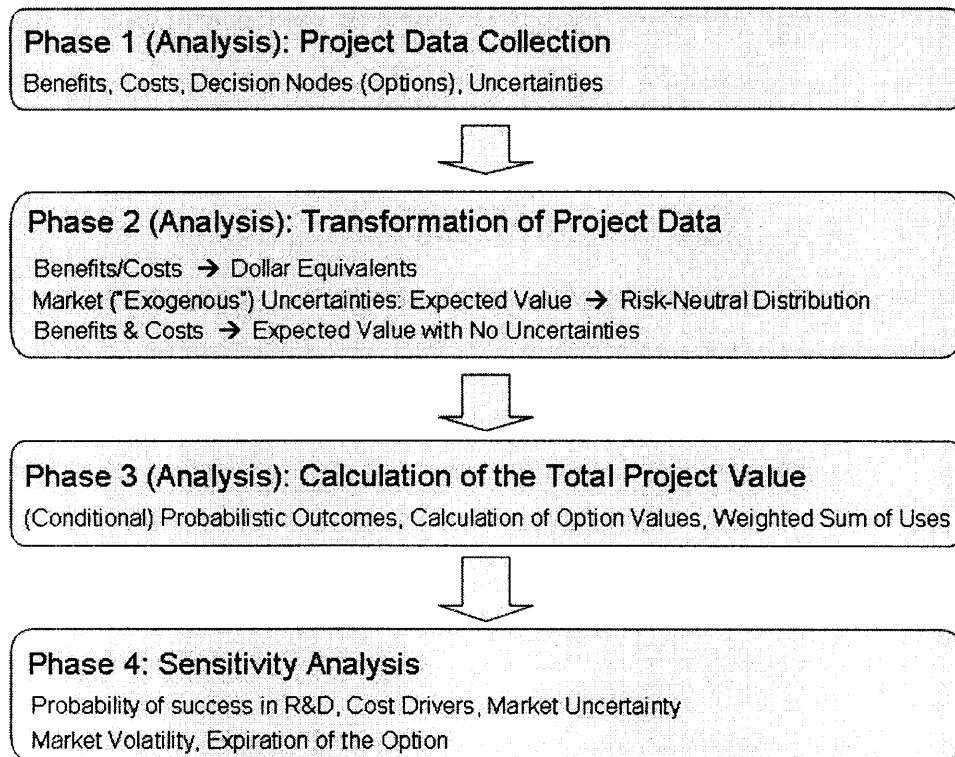 Phase 1 (Analysis): Project Data Collection
Benefits, Costs, Decision Nodes (Options), Uncertainties
Phase 2 (Analysis): Transformation of Project Data
Benefits/Costs → Dollar Equivalents
Market ("Exogenous") Uncertainties: Expected Value → Risk-Neutral Distribution
Benefits & Costs → Expected Value with No Uncertainties
Phase 3 (Analysis): Calculation of the Total Project Value
(Conditional) Probabilistic Outcomes, Calculation of Option Values, Weighted Sum of Uses
Phase 4: Sensitivity Analysis
Probability of success in R&D, Cost Drivers, Market Uncertainty
Market Volatility, Expiration of the Option